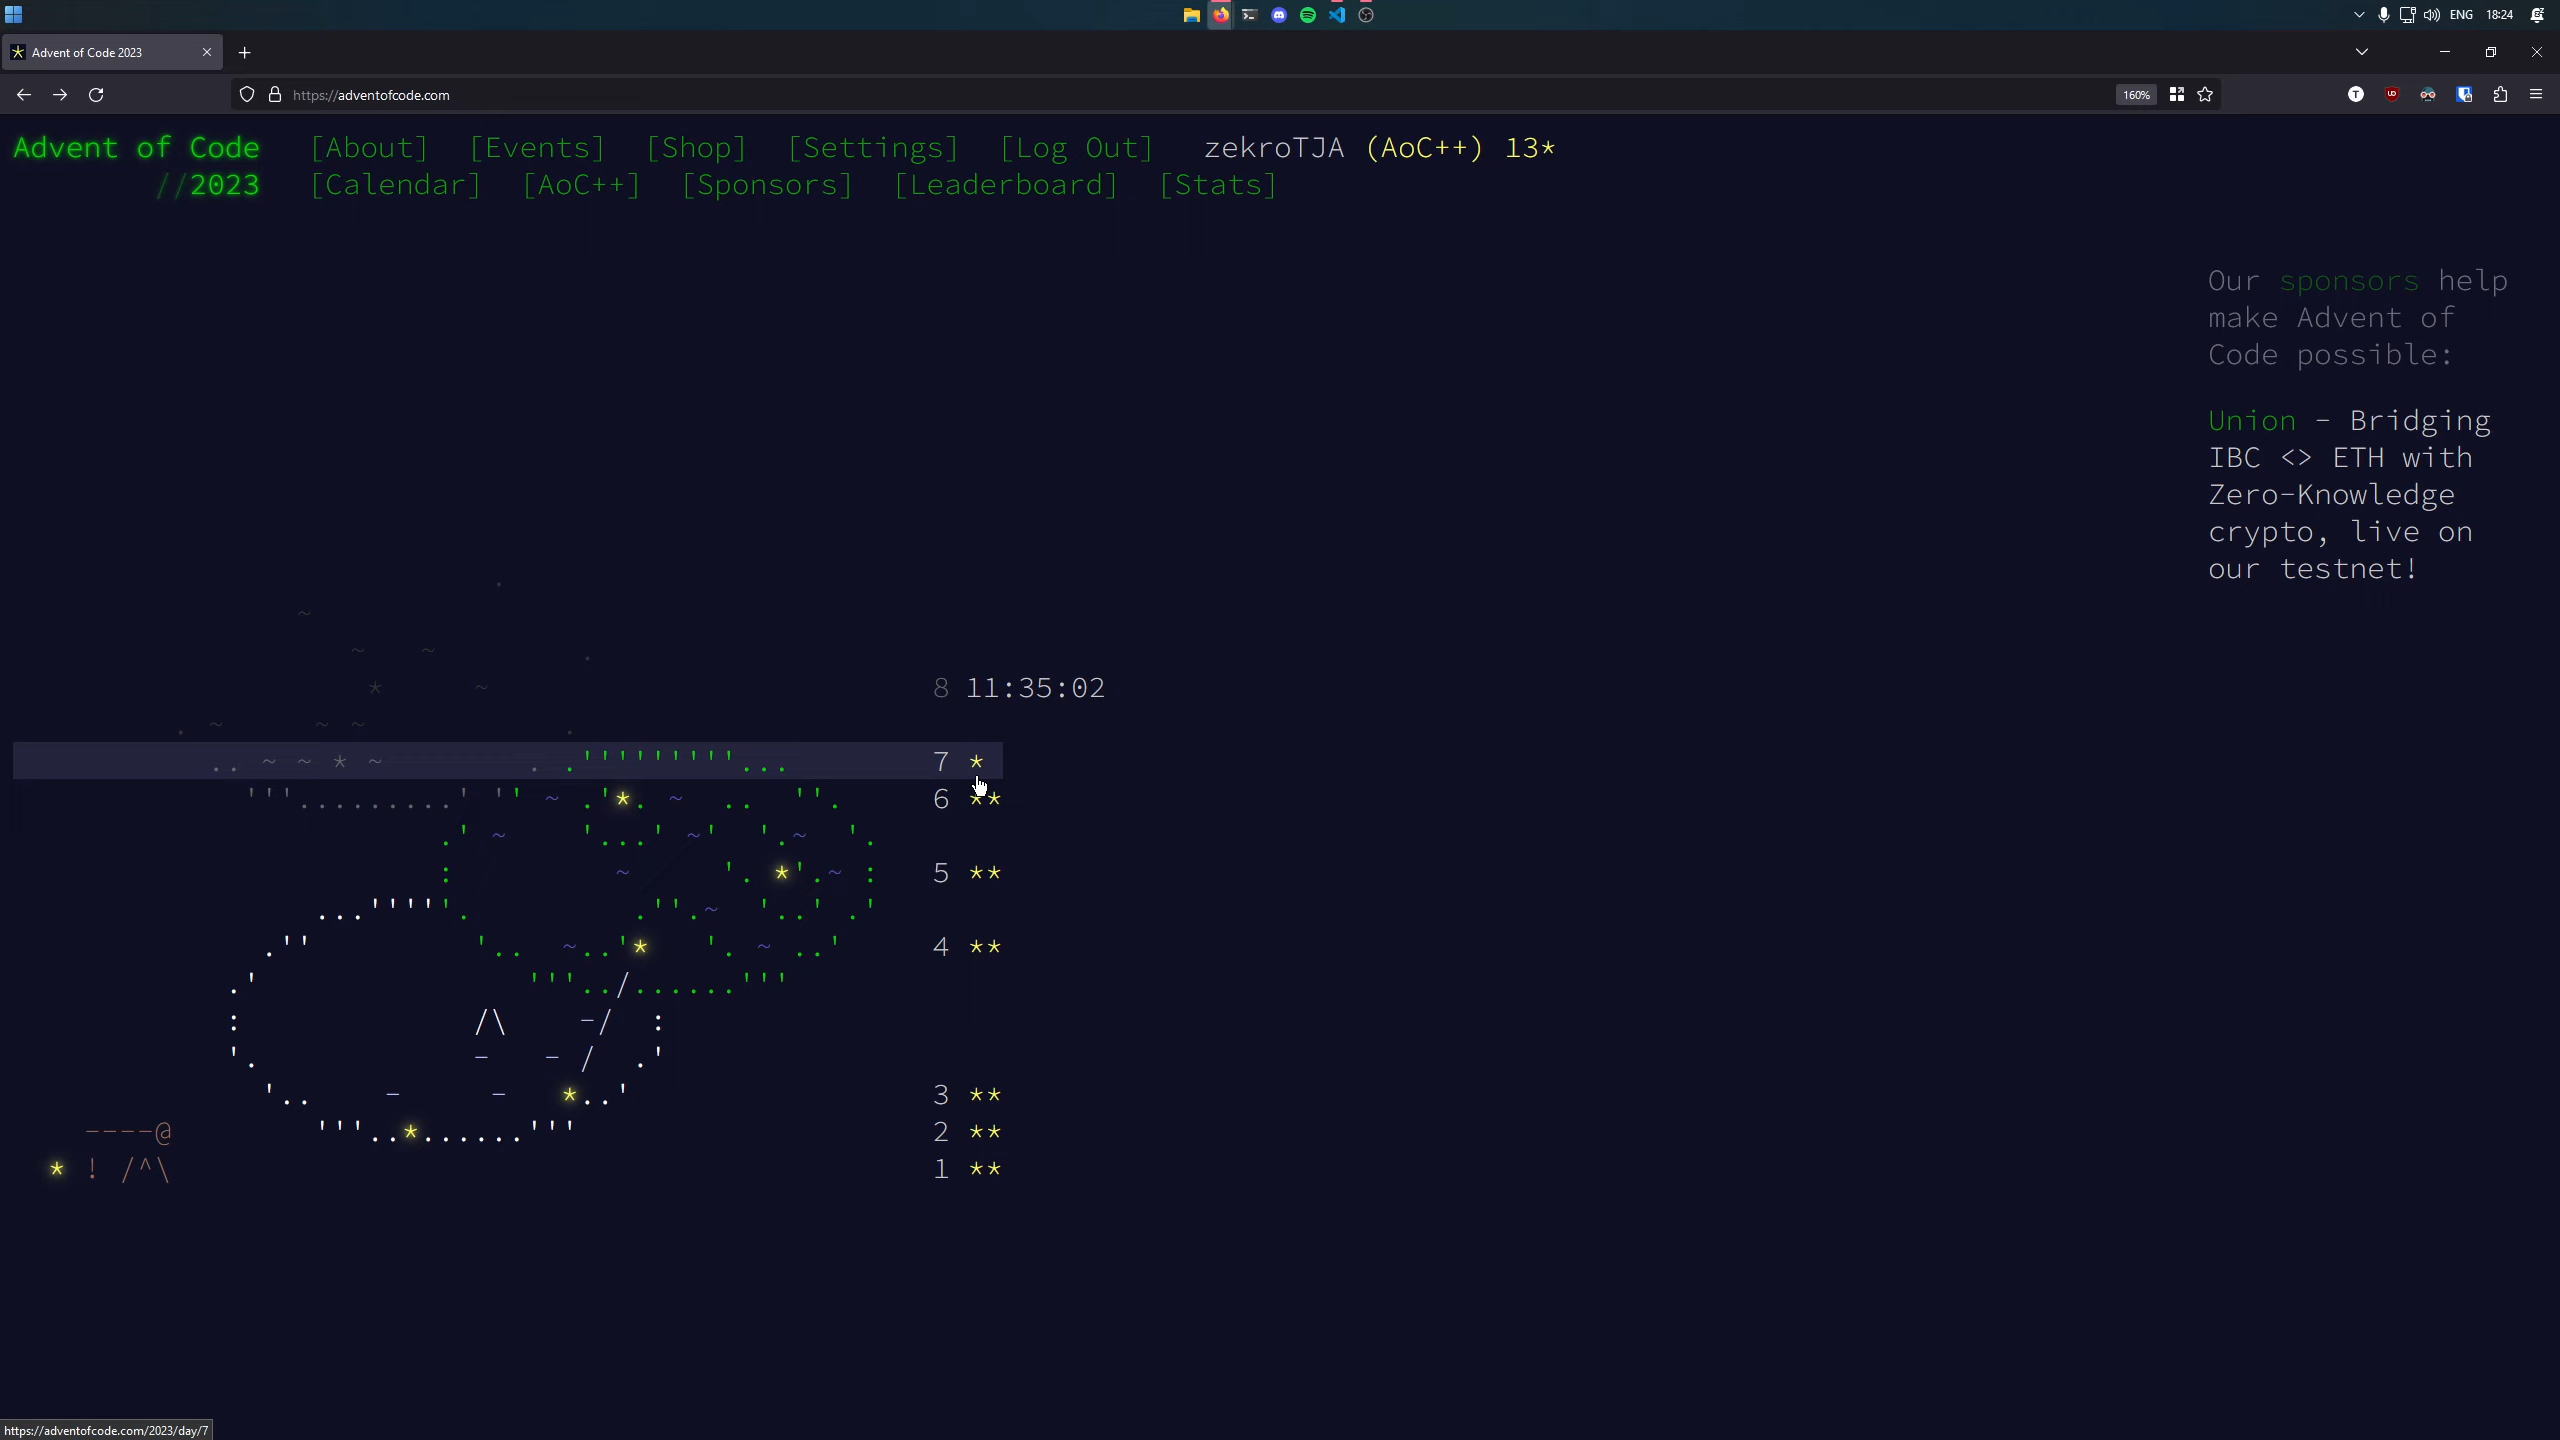 ENG 18:24
Advent of Code 2023
https://adventofcode.com
160%
Advent of Code [About] [Events] [Shop] [Settings] [Log Out] zekroTJA (AoC++) 13*
//2023 [Calendar] [AoC++] [Sponsors] [Leaderboard] [Stats]
Our sponsors help
make Advent of
Code possible:
Union - Bridging
IBC <> ETH with
Zero-Knowledge
crypto, live on
our testnet!
8 11:35:02
7 *
6 **
5 **
4 **
3 **
2 **
1 **
https://adventofcode.com/2023/day/7